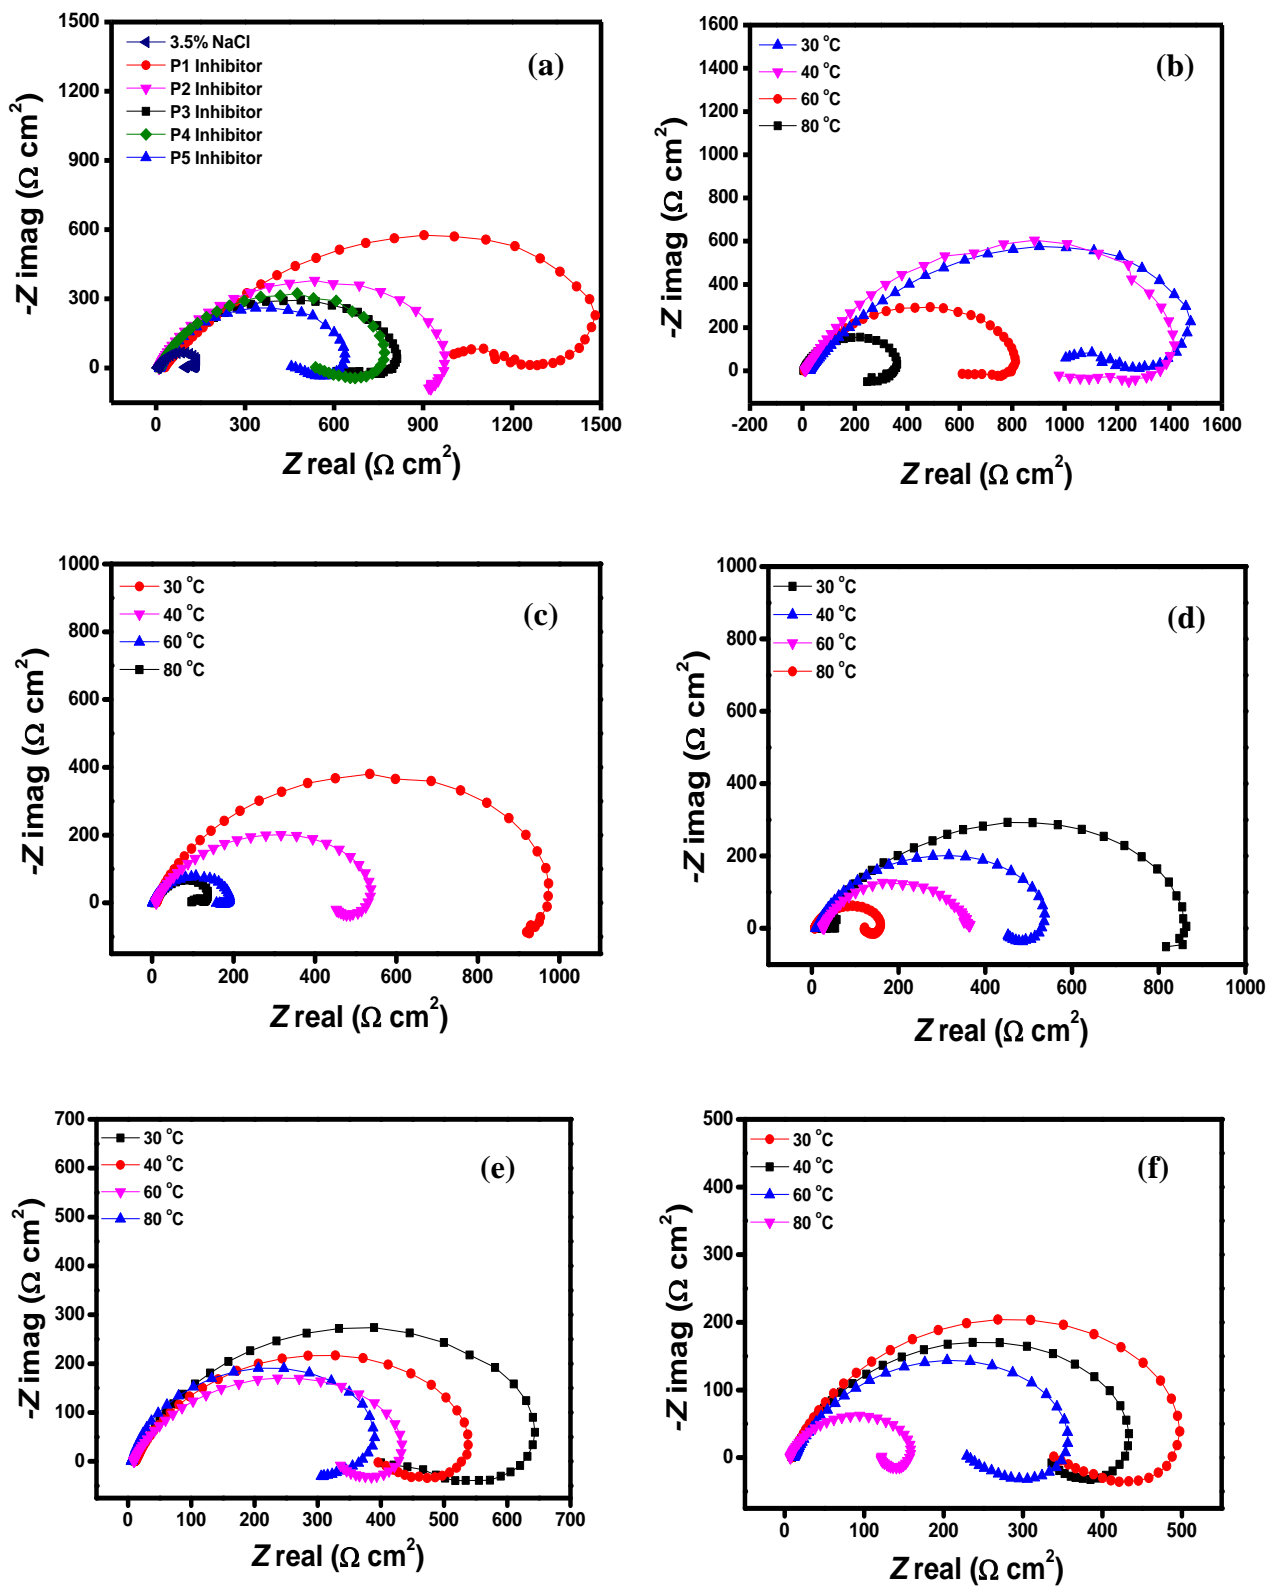 (a)
3.5% NaCl
P1 Inhibitor
P2 Inhibitor
P3 Inhibitor
P4 Inhibitor
P5 Inhibitor
1500
1200
900
600
300
0
-Z imag (Ω cm²)
0 300 600 900 1200 1500
Z real (Ω cm²)
(b)
30 °C
40 °C
60 °C
80 °C
1600
1400
1200
1000
800
600
400
200
0
-Z imag (Ω cm²)
-200 0 200 400 600 800 1000 1200 1400 1600
Z real (Ω cm²)
(c)
30 °C
40 °C
60 °C
80 °C
1000
800
600
400
200
0
-Z imag (Ω cm²)
0 200 400 600 800 1000
Z real (Ω cm²)
(d)
30 °C
40 °C
60 °C
80 °C
1000
800
600
400
200
0
-Z imag (Ω cm²)
0 200 400 600 800 1000
Z real (Ω cm²)
(e)
30 °C
40 °C
60 °C
80 °C
700
600
500
400
300
200
100
0
-Z imag (Ω cm²)
0 100 200 300 400 500 600 700
Z real (Ω cm²)
(f)
30 °C
40 °C
60 °C
80 °C
500
400
300
200
100
0
-Z imag (Ω cm²)
0 100 200 300 400 500
Z real (Ω cm²)